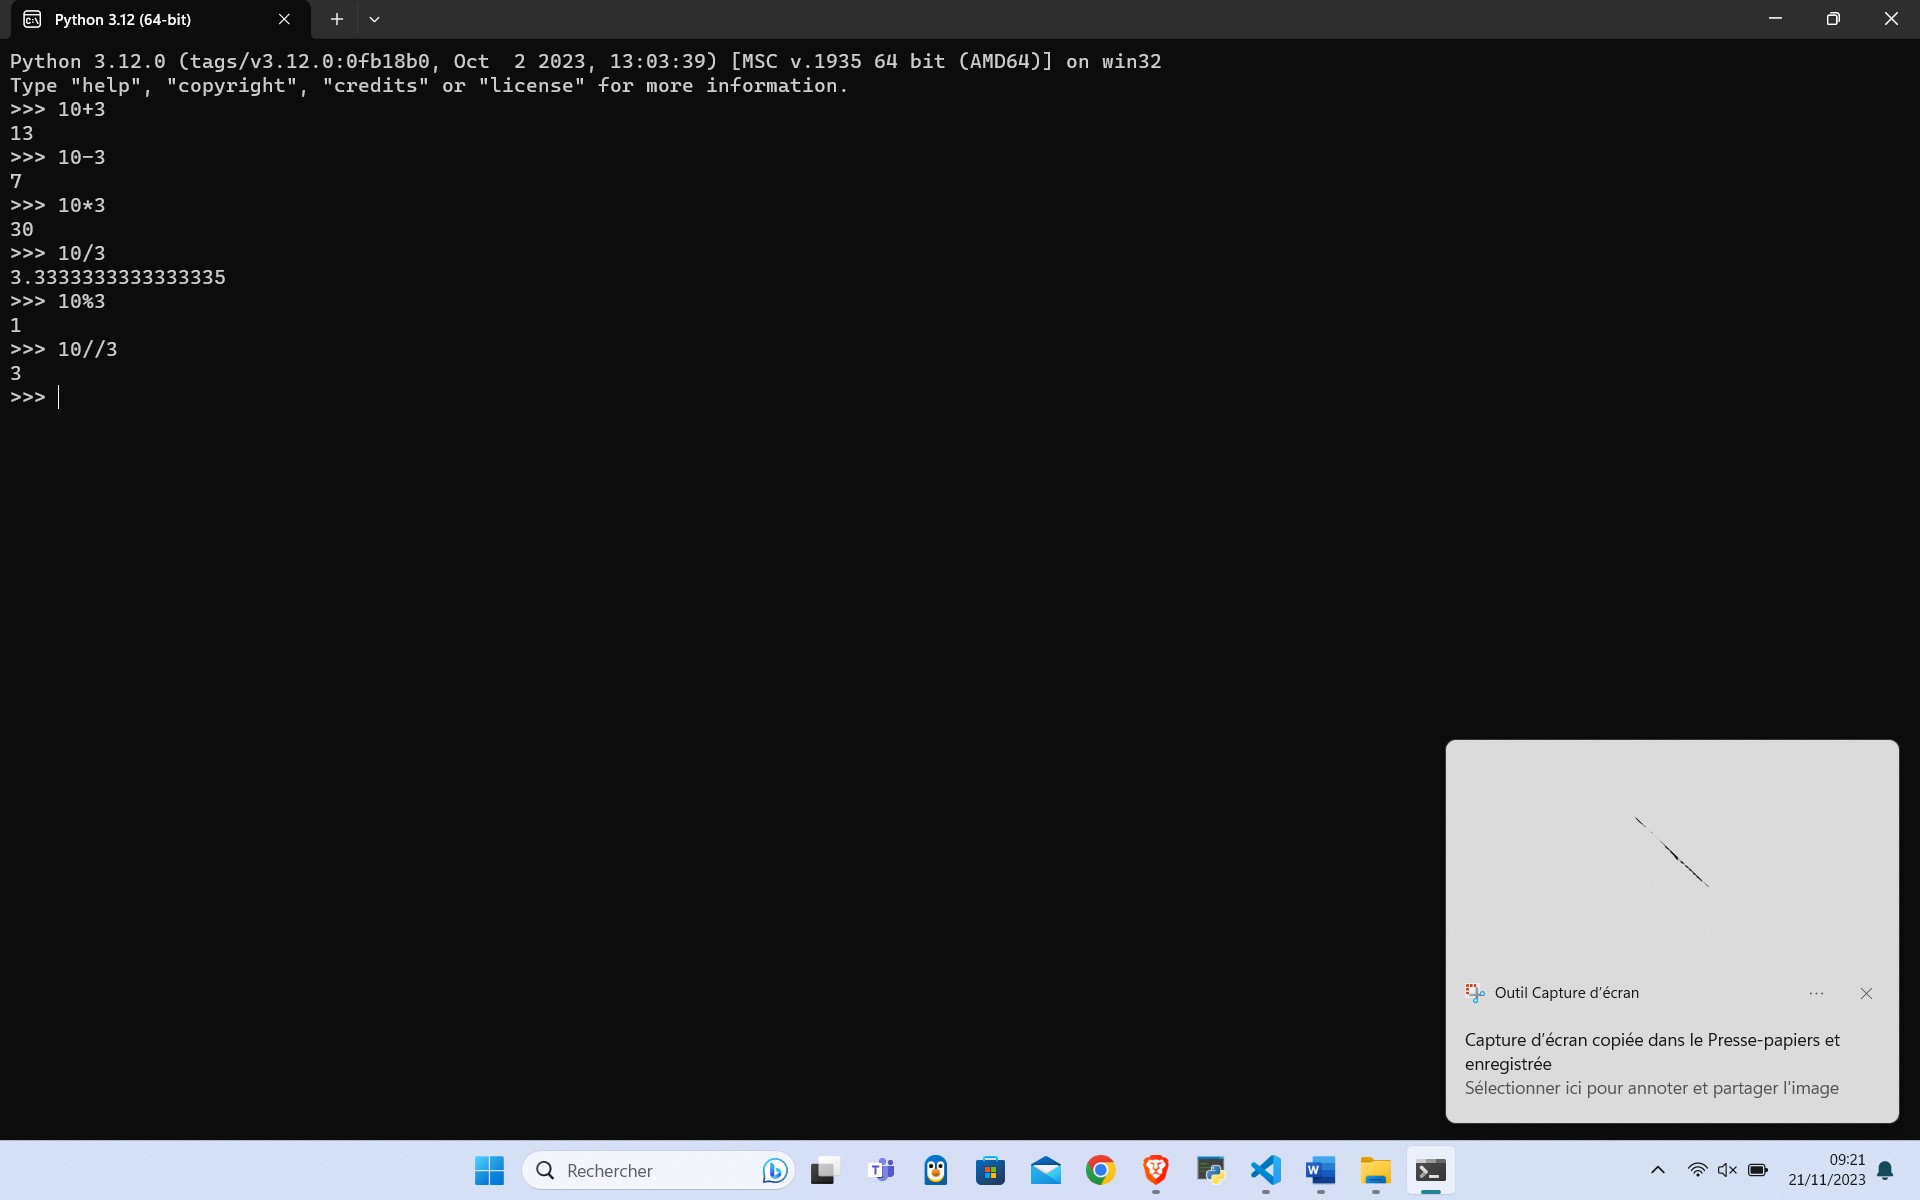 Python 3.12 (64-bit)
Python 3.12.0 (tags/v3.12.0:0fb18b0, Oct  2 2023, 13:03:39) [MSC v.1935 64 bit (AMD64)] on win32
Type "help", "copyright", "credits" or "license" for more information.
>>> 10+3
13
>>> 10-3
7
>>> 10*3
30
>>> 10/3
3.3333333333333335
>>> 10%3
1
>>> 10//3
3
>>>
Outil Capture d'écran
Capture d'écran copiée dans le Presse-papiers et
enregistrée
Sélectionner ici pour annoter et partager l'image
Rechercher
09:21
21/11/2023